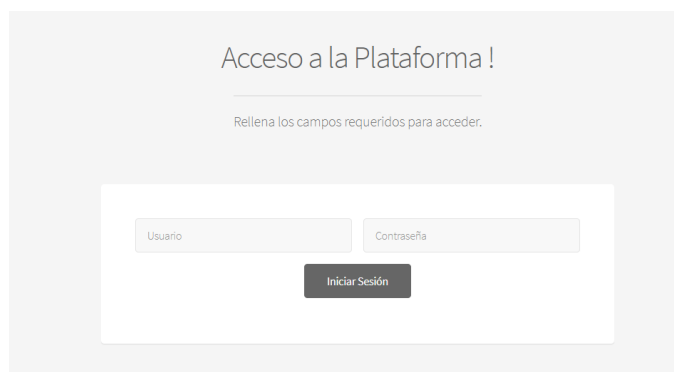 Acceso a la Plataforma !
Rellena los campos requeridos para acceder.
Usuario
Contraseña
Iniciar Sesión